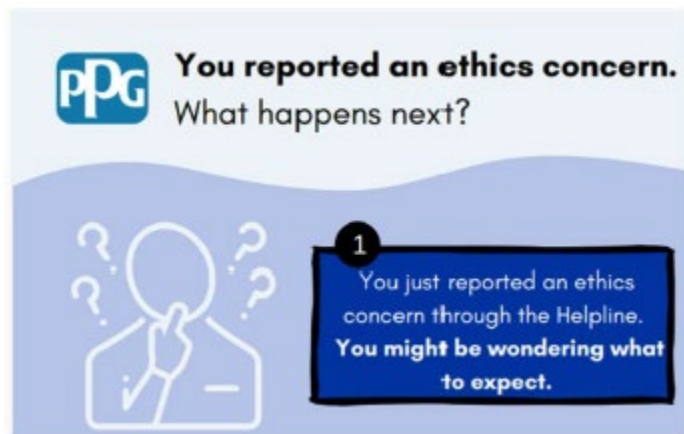 PPG
You reported an ethics concern.
What happens next?
1
You just reported an ethics
concern through the Helpline.
You might be wondering what
to expect.